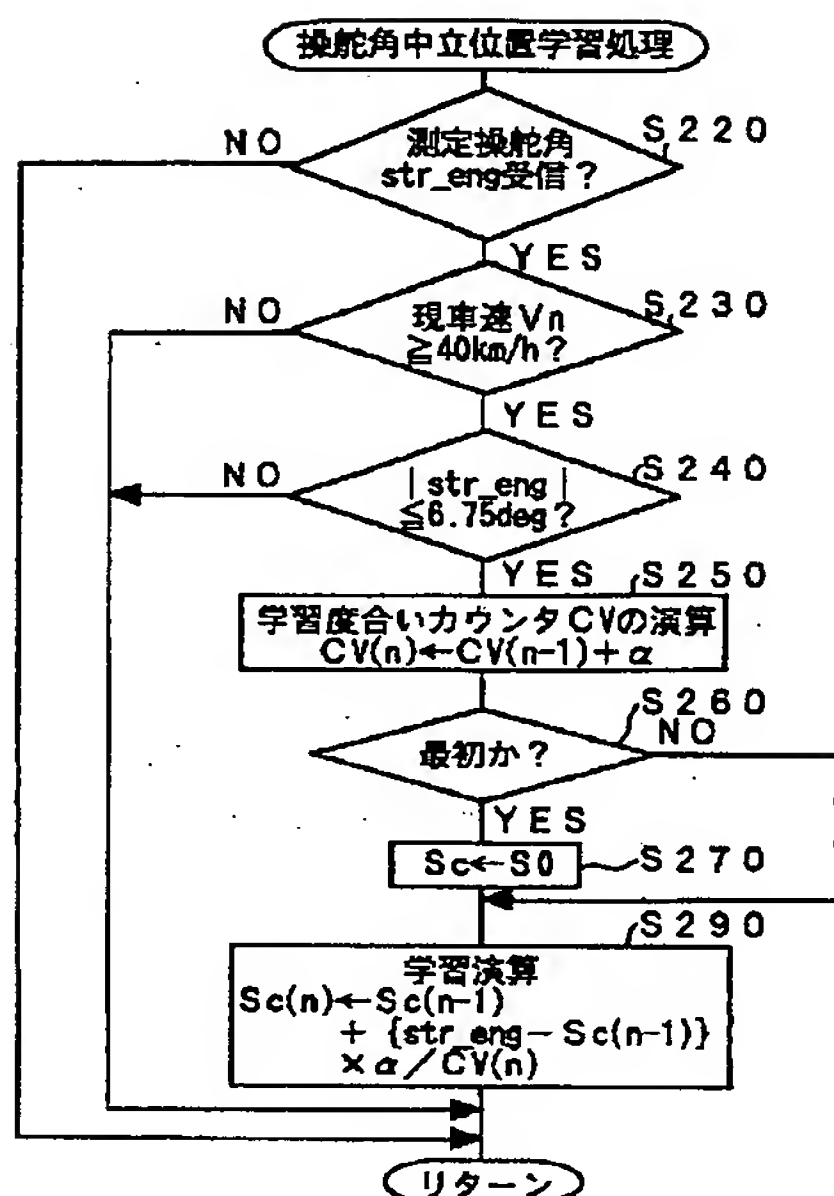 操舵角中立位置学習処理
NO
測定操舵角
str_eng受信?
S220
YES
NO
現車速Vn
≧40km/h?
S230
YES
NO
|str_eng|
≦6.75deg?
S240
YES
S250
学習度合いカウンタCVの演算
CV(n)←CV(n-1)+α
S260
NO
最初か?
YES
Sc←S0
S270
S290
学習演算
Sc(n)←Sc(n-1)
+ {str_eng-Sc(n-1)}
×α/CV(n)
リターン